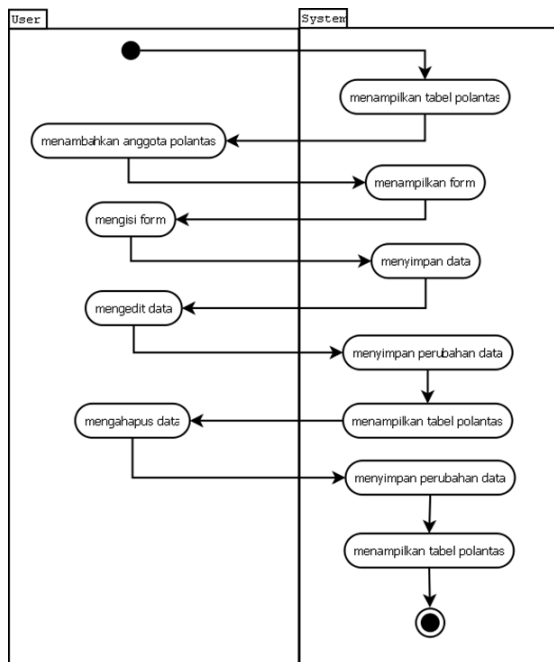 User
System
menampilkan tabel polantas
menambahkan anggota polantas
menampilkan form
mengisi form
menyimpan data
mengedit data
menyimpan perubahan data
mengahapus data
menampilkan tabel polantas
menyimpan perubahan data
menampilkan tabel polantas